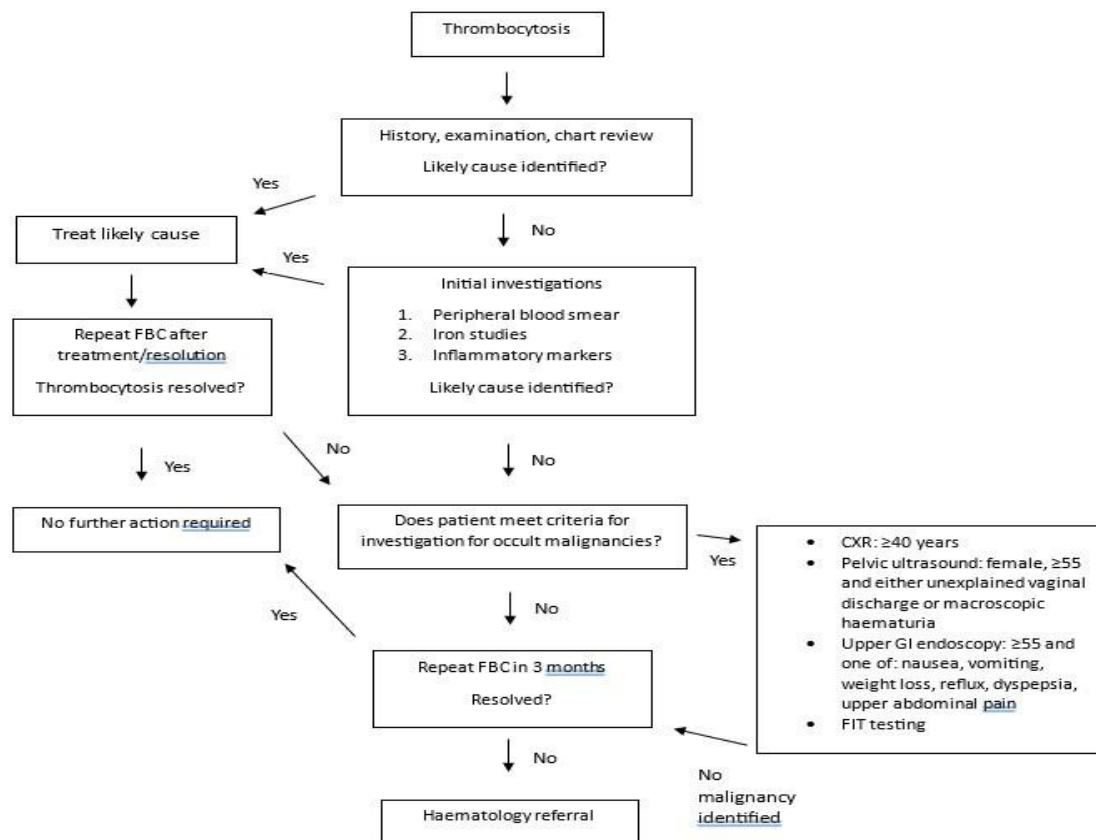 Thrombocytosis
History, examination, chart review
Likely cause identified?
Yes
No
Treat likely cause
Yes
Initial investigations
1. Peripheral blood smear
2. Iron studies
3. Inflammatory markers
Likely cause identified?
Repeat FBC after
treatment/resolution
Thrombocytosis resolved?
No
No
Yes
No further action required
Does patient meet criteria for
investigation for occult malignancies?
Yes
• CXR: ≥40 years
• Pelvic ultrasound: female, ≥55
and either unexplained vaginal
discharge or macroscopic
haematuria
• Upper GI endoscopy: ≥55 and
one of: nausea, vomiting,
weight loss, reflux, dyspepsia,
upper abdominal pain
• FIT testing
No
Yes
Repeat FBC in 3 months
Resolved?
No
No
malignancy
identified
Haematology referral